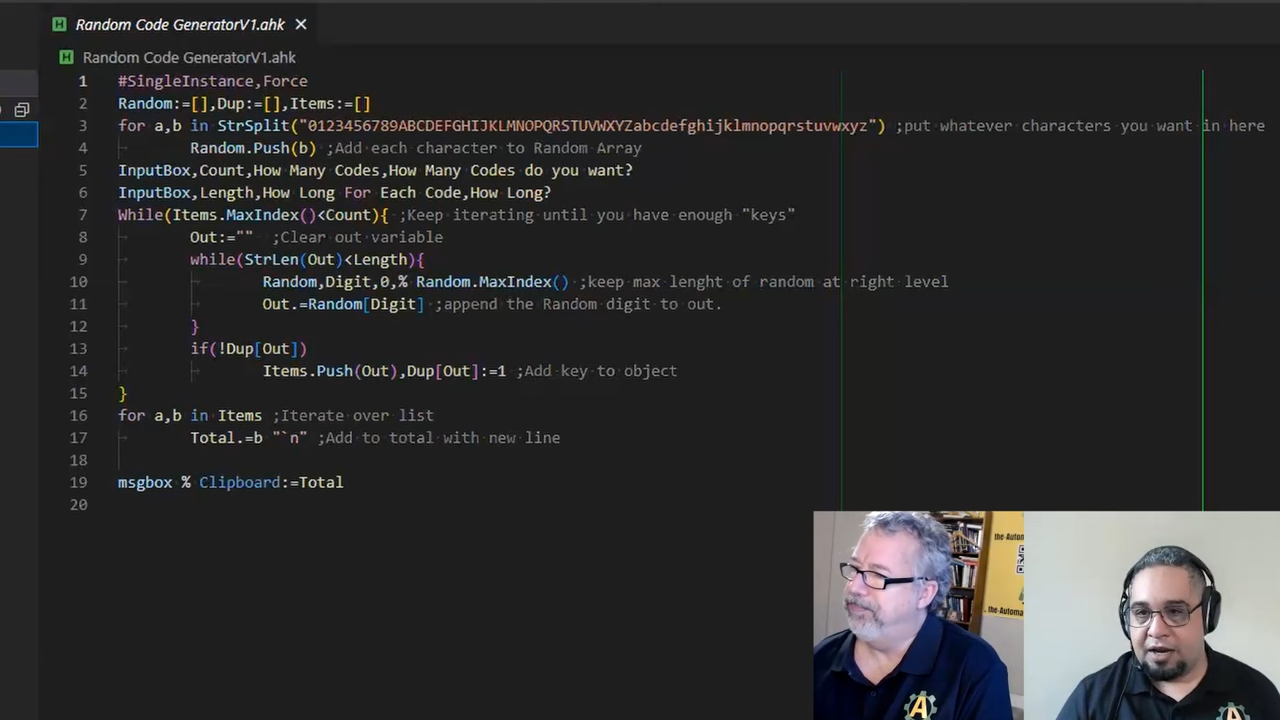 Random Code GeneratorV1.ahk
Random Code GeneratorV1.ahk
1 #SingleInstance,Force
2 Random:=[],Dup:=[],Items:=[]
3 for a,b in StrSplit("0123456789ABCDEFGHIJKLMNOPQRSTUVWXYZabcdefghijklmnopqrstuvwxyz") ;put whatever characters you want in here
4 Random.Push(b) ;Add each character to Random Array
5 InputBox,Count,How Many Codes,How Many Codes do you want?
6 InputBox,Length,How Long For Each Code,How Long?
7 While(Items.MaxIndex()<Count){ ;Keep iterating until you have enough "keys"
8 Out:="" ;Clear out variable
9 while(StrLen(Out)<Length){
10 Random,Digit,0,% Random.MaxIndex() ;keep max lenght of random at right level
11 Out.=Random[Digit] ;append the Random digit to out.
12 }
13 if(!Dup[Out])
14 Items.Push(Out),Dup[Out]:=1 ;Add key to object
15 }
16 for a,b in Items ;Iterate over list
17 Total.=b "`n" ;Add to total with new line
18
19 msgbox % Clipboard:=Total
20
the-Autom
the-Automa
A
A